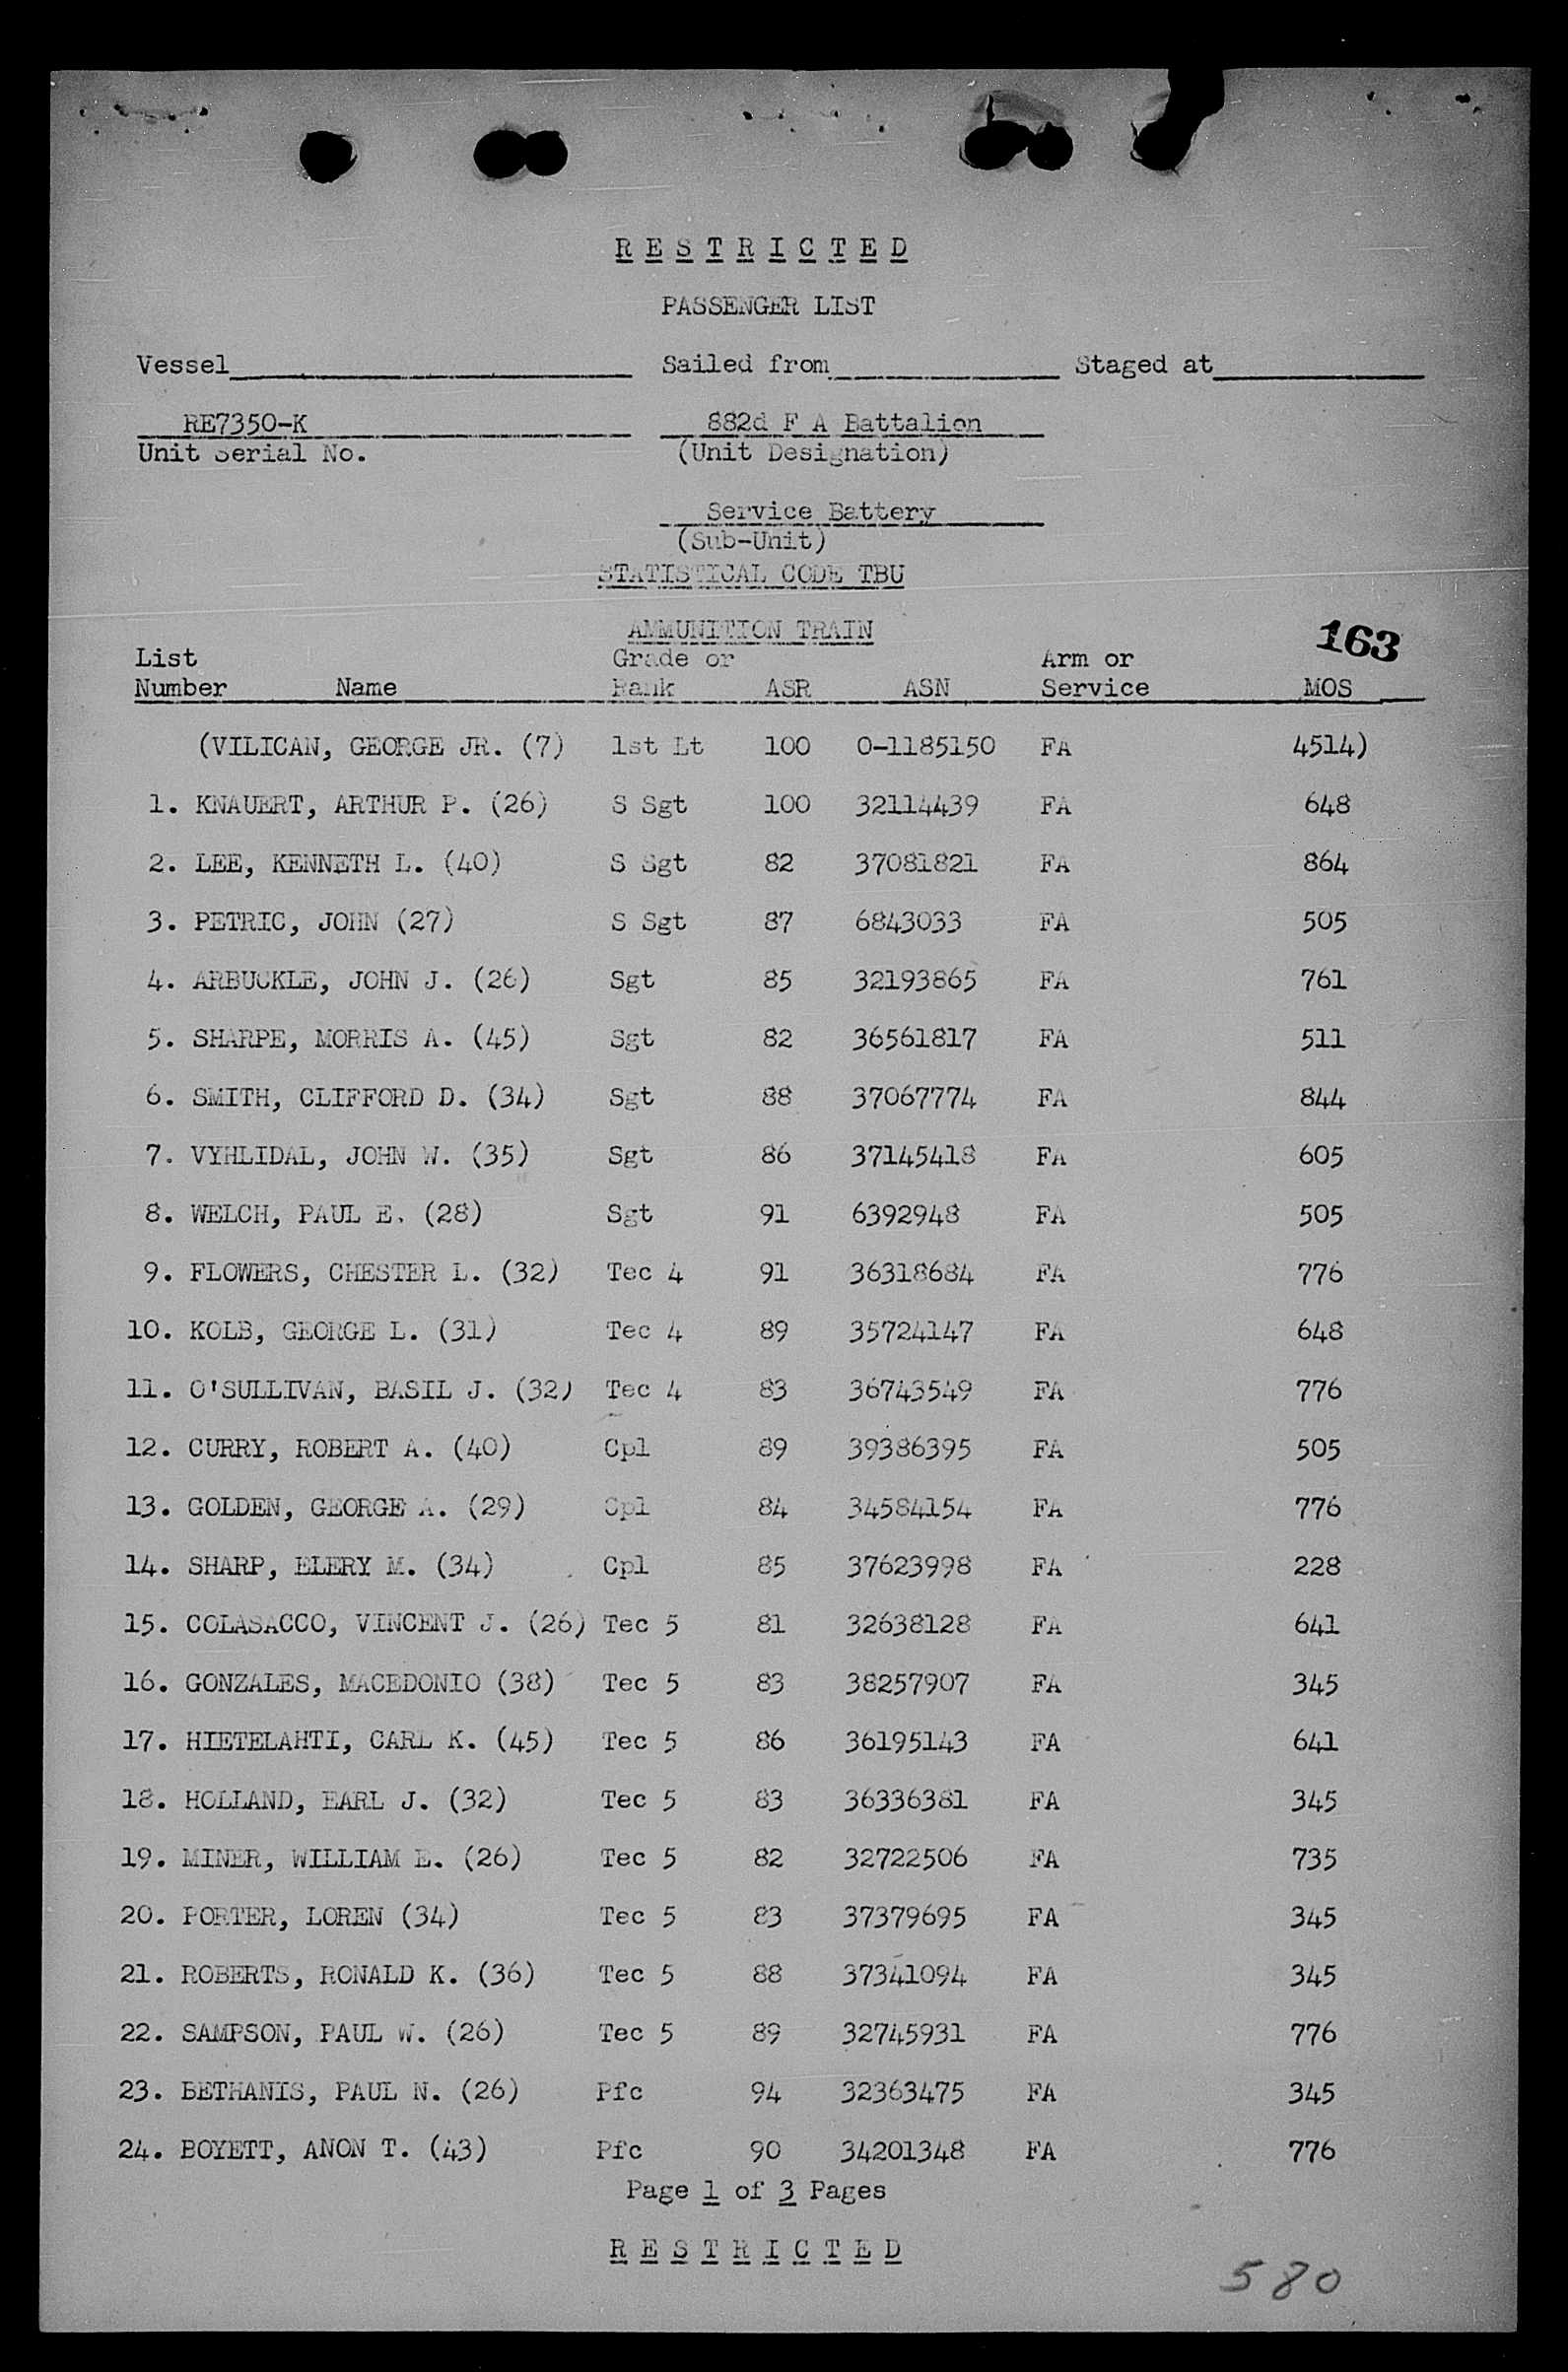 RESTRICTED
PASSENGER LIST
Vessel Sailed from Staged at
RE7350-K 882d F A Battalion
Unit Serial No. (Unit Designation)
Service Battery
(Sub-Unit)
STATISTICAL CODE TBU
AMMUNITION TRAIN 163
List Grade or Arm or
Number Name Rank ASR ASN Service MOS
(VILICAN, GEORGE JR. (7) 1st Lt 100 O-1185150 FA 4514)
1. KNAUERT, ARTHUR P. (26) S Sgt 100 32114439 FA 648
2. LEE, KENNETH L. (40) S Sgt 82 37081821 FA 864
3. PETRIC, JOHN (27) S Sgt 87 6843033 FA 505
4. ARBUCKLE, JOHN J. (26) Sgt 85 32193865 FA 761
5. SHARPE, MORRIS A. (45) Sgt 82 36561817 FA 511
6. SMITH, CLIFFORD D. (34) Sgt 88 37067774 FA 844
7. VYHLIDAL, JOHN W. (35) Sgt 86 37145418 FA 605
8. WELCH, PAUL E. (28) Sgt 91 6392948 FA 505
9. FLOWERS, CHESTER L. (32) Tec 4 91 36318684 FA 776
10. KOLB, GEORGE L. (31) Tec 4 89 35724147 FA 648
11. O'SULLIVAN, BASIL J. (32) Tec 4 83 36743549 FA 776
12. CURRY, ROBERT A. (40) Cpl 89 39386395 FA 505
13. GOLDEN, GEORGE A. (29) Cpl 84 34584154 FA 776
14. SHARP, ELERY M. (34) Cpl 85 37623998 FA 228
15. COLASACCO, VINCENT J. (26) Tec 5 81 32638128 FA 641
16. GONZALES, MACEDONIO (38) Tec 5 83 38257907 FA 345
17. HIETELAHTI, CARL K. (45) Tec 5 86 36195143 FA 641
18. HOLLAND, EARL J. (32) Tec 5 83 36336381 FA 345
19. MINER, WILLIAM E. (26) Tec 5 82 32722506 FA 735
20. PORTER, LOREN (34) Tec 5 83 37379695 FA 345
21. ROBERTS, RONALD K. (36) Tec 5 88 37341094 FA 345
22. SAMPSON, PAUL W. (26) Tec 5 89 32745931 FA 776
23. BETHANIS, PAUL N. (26) Pfc 94 32363475 FA 345
24. BOYETT, ANON T. (43) Pfc 90 34201348 FA 776
Page 1 of 3 Pages
RESTRICTED
580